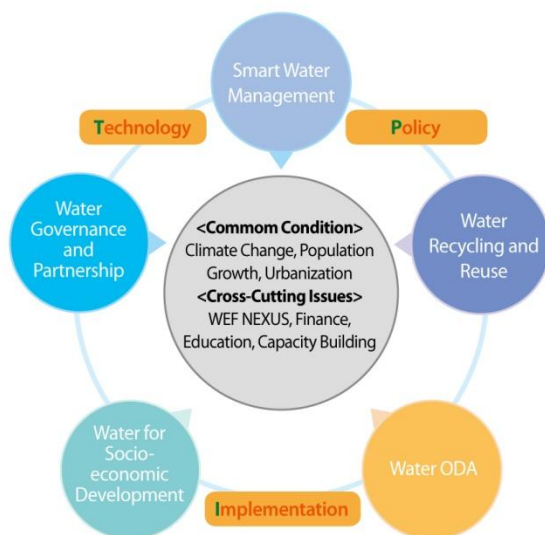 Smart Water
Management
Technology
Policy
Water
Governance
and
Partnership
<Commom Condition>
Climate Change, Population
Growth, Urbanization
<Cross-Cutting Issues>
WEF NEXUS, Finance,
Education, Capacity Building
Water
Recycling and
Reuse
Water for
Socio-
economic
Development
Water ODA
Implementation